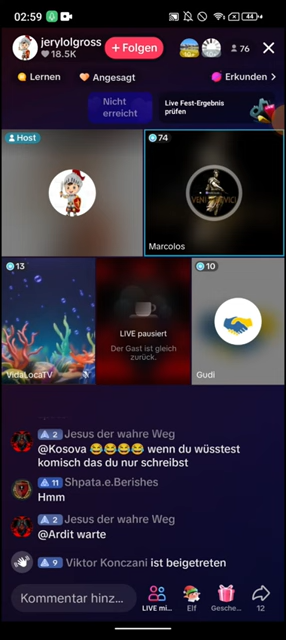 02:59
44
jerylolgross
18.5K
+ Folgen
76
Lernen
Angesagt
Erkunden >
Nicht erreicht
Live Fest-Ergebnis prüfen
Host
74
VENI VICI
Marcolos
13
LIVE pausiert
10
Der Gast ist gleich zurück.
VidaLocaTV
Gudi
2 Jesus der wahre Weg
@Kosova 😂😂😂😂 wenn du wüsstest
komisch das du nur schreibst
11 Shpata.e.Berishes
Hmm
2 Jesus der wahre Weg
@Ardit warte
9 Viktor Konczani ist beigetreten
Kommentar hinz...
LIVE mi...
Elf
Gesche...
12